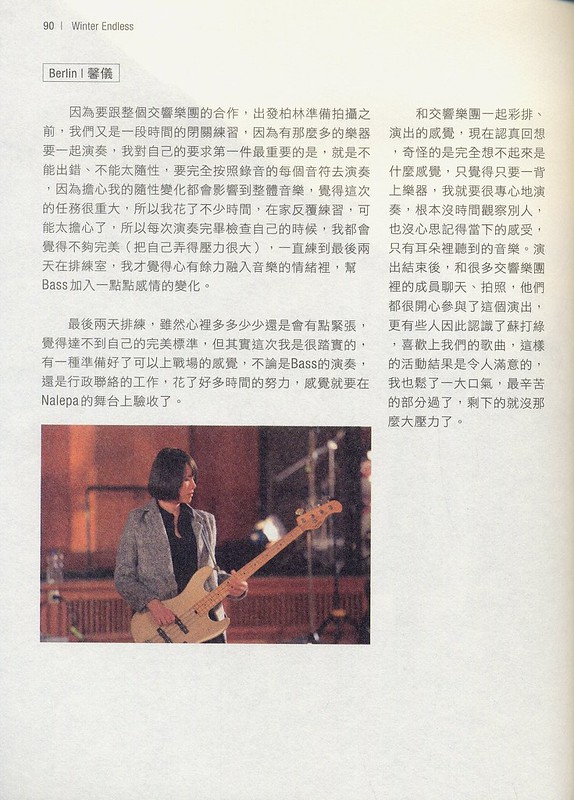 90 | Winter Endless
Berlin | 馨儀
因為要跟整個交響樂團的合作，出發柏林準備拍攝之
前，我們又是一段時間的閉關練習，因為有那麼多的樂器
要一起演奏，我對自己的要求第一件最重要的是，就是不
能出錯、不能太隨性，要完全按照錄音的每個音符去演奏
，因為擔心我的隨性變化都會影響到整體音樂，覺得這次
的任務很重大，所以我花了不少時間，在家反覆練習，可
能太擔心了，所以每次演奏完畢檢查自己的時候，我都會
覺得不夠完美（把自己弄得壓力很大），一直練到最後兩
天在排練室，我才覺得心有餘力融入音樂的情緒裡，幫
Bass加入一點點感情的變化。
最後兩天排練，雖然心裡多多少少還是會有點緊張，
覺得達不到自己的完美標準，但其實這次我是很踏實的，
有一種準備好了可以上戰場的感覺，不論是Bass的演奏，
還是行政聯絡的工作，花了好多時間的努力，感覺就要在
Nalepa的舞台上驗收了。
和交響樂團一起彩排、
演出的感覺，現在認真回想
，奇怪的是完全想不起來是
什麼感覺，只覺得只要一背
上樂器，我就要很專心地演
奏，根本沒時間觀察別人，
也沒心思記得當下的感受，
只有耳朵裡聽到的音樂。演
出結束後，和很多交響樂團
裡的成員聊天、拍照，他們
都很開心參與了這個演出，
更有些人因此認識了蘇打綠
，喜歡上我們的歌曲，這樣
的活動結果是令人滿意的，
我也鬆了一大口氣，最辛苦
的部分過了，剩下的就沒那
麼大壓力了。